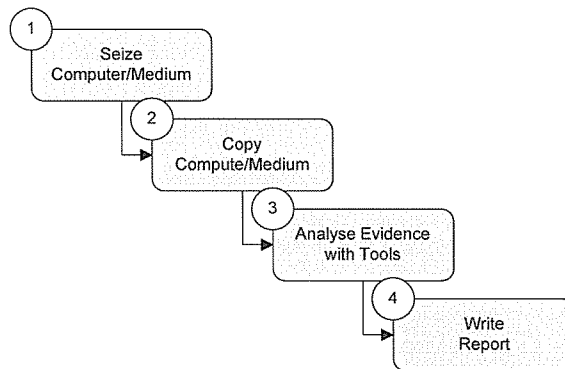 1
Seize
Computer/Medium
2
Copy
Compute/Medium
3
Analyse Evidence
with Tools
4
Write
Report